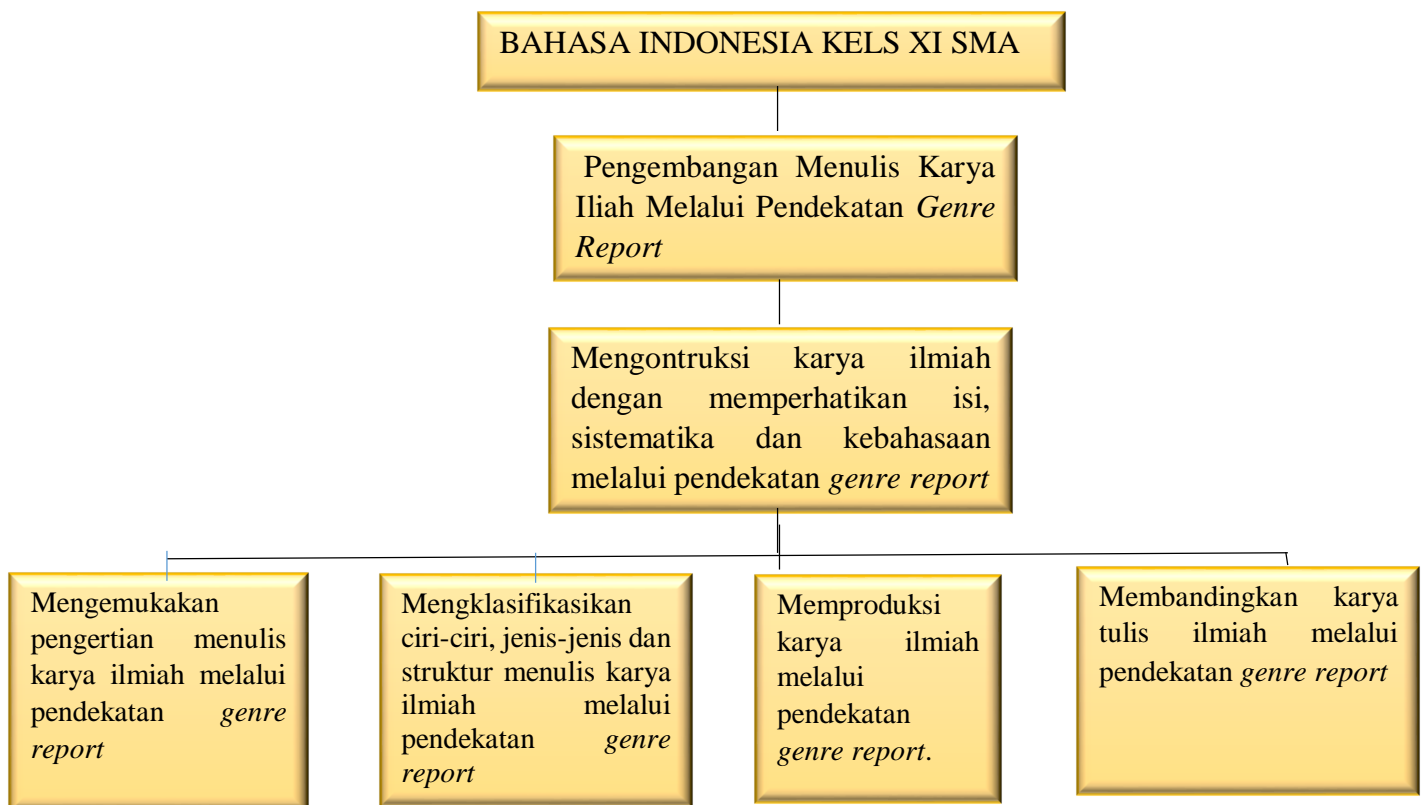 BAHASA INDONESIA KELS XI SMA
Pengembangan Menulis Karya
Iliah Melalui Pendekatan Genre
Report
Mengontruksi karya ilmiah
dengan memperhatikan isi,
sistematika dan kebahasaan
melalui pendekatan genre report
Mengemukakan
pengertian menulis
karya ilmiah melalui
pendekatan genre
report
Mengklasifikasikan
ciri-ciri, jenis-jenis dan
struktur menulis karya
ilmiah melalui
pendekatan genre
report
Memproduksi
karya ilmiah
melalui
pendekatan
genre report.
Membandingkan karya
tulis ilmiah melalui
pendekatan genre report